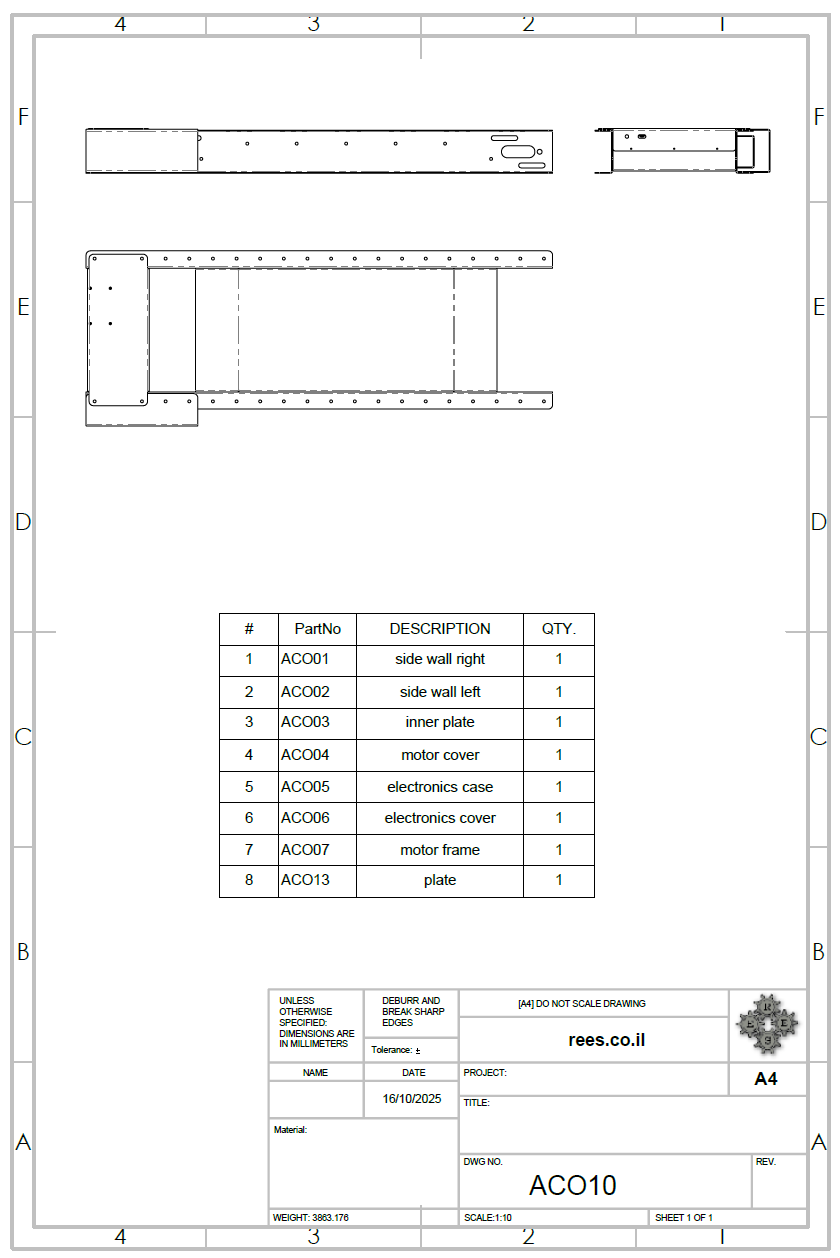 4 3 2 1
F F
E E
D D
# PartNo DESCRIPTION QTY.
1 ACO01 side wall right 1
2 ACO02 side wall left 1
3 ACO03 inner plate 1
4 ACO04 motor cover 1
5 ACO05 electronics case 1
6 ACO06 electronics cover 1
7 ACO07 motor frame 1
8 ACO13 plate 1
C C
B B
UNLESS
OTHERWISE
SPECIFIED:
DIMENSIONS ARE
IN MILLIMETERS
DEBURR AND
BREAK SHARP
EDGES
Tolerance: ±
[A4] DO NOT SCALE DRAWING
rees.co.il
R
E E
S
NAME DATE
16/10/2025
PROJECT:
A4
TITLE:
Material:
DWG NO.
ACO10
REV.
WEIGHT: 3863.176
SCALE:1:10
SHEET 1 OF 1
A A
4 3 2 1